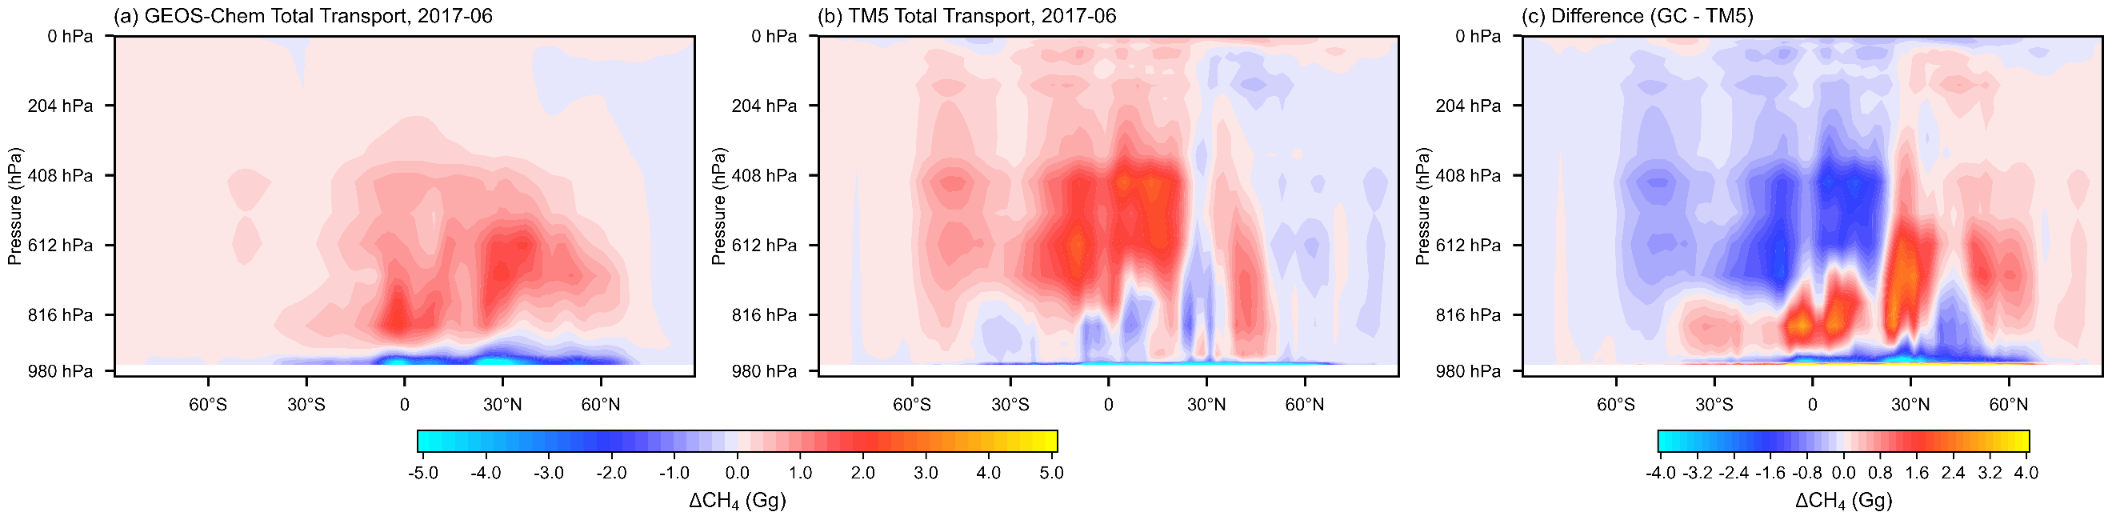 (a) GEOS-Chem Total Transport, 2017-06
0 hPa
204 hPa
408 hPa
612 hPa
816 hPa
980 hPa
Pressure (hPa)
60°S 30°S 0 30°N 60°N
(b) TM5 Total Transport, 2017-06
0 hPa
204 hPa
408 hPa
612 hPa
816 hPa
980 hPa
Pressure (hPa)
60°S 30°S 0 30°N 60°N
(c) Difference (GC - TM5)
0 hPa
204 hPa
408 hPa
612 hPa
816 hPa
980 hPa
Pressure (hPa)
60°S 30°S 0 30°N 60°N
-5.0 -4.0 -3.0 -2.0 -1.0 0.0 1.0 2.0 3.0 4.0 5.0
ΔCH₄ (Gg)
-4.0 -3.2 -2.4 -1.6 -0.8 0.0 0.8 1.6 2.4 3.2 4.0
ΔCH₄ (Gg)